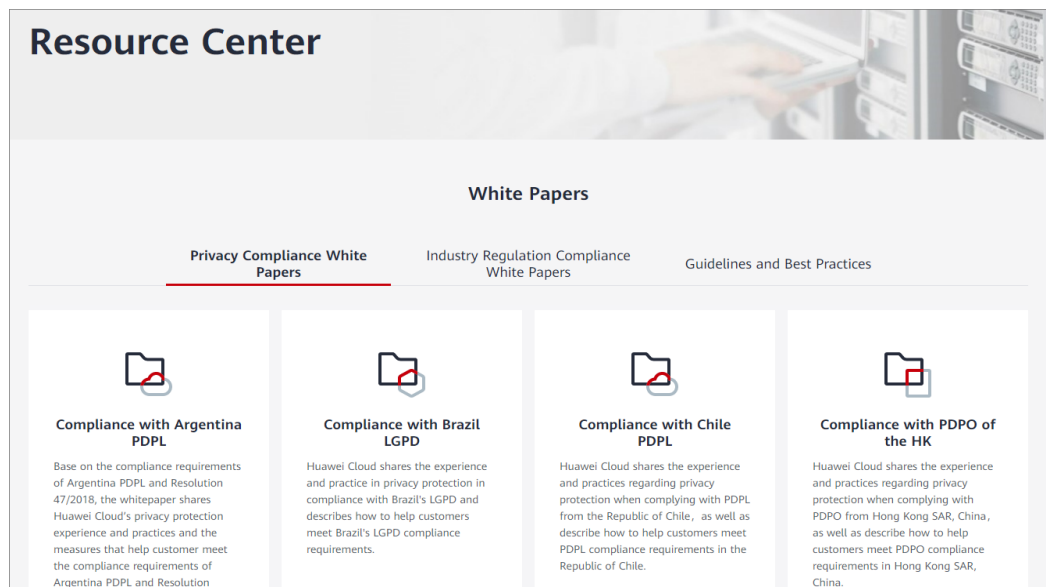 Resource Center
White Papers
Privacy Compliance White
Papers
Industry Regulation Compliance
White Papers
Guidelines and Best Practices
Compliance with Argentina
PDPL
Base on the compliance requirements
of Argentina PDPL and Resolution
47/2018, the whitepaper shares
Huawei Cloud's privacy protection
experience and practices and the
measures that help customer meet
the compliance requirements of
Argentina PDPL and Resolution
Compliance with Brazil
LGPD
Huawei Cloud shares the experience
and practice in privacy protection in
compliance with Brazil's LGPD and
describes how to help customers
meet Brazil's LGPD compliance
requirements.
Compliance with Chile
PDPL
Huawei Cloud shares the experience
and practices regarding privacy
protection when complying with PDPL
from the Republic of Chile，as well as
describe how to help customers meet
PDPL compliance requirements in the
Republic of Chile.
Compliance with PDPO of
the HK
Huawei Cloud shares the experience
and practices regarding privacy
protection when complying with
PDPO from Hong Kong SAR, China，
as well as describe how to help
customers meet PDPO compliance
requirements in Hong Kong SAR,
China.